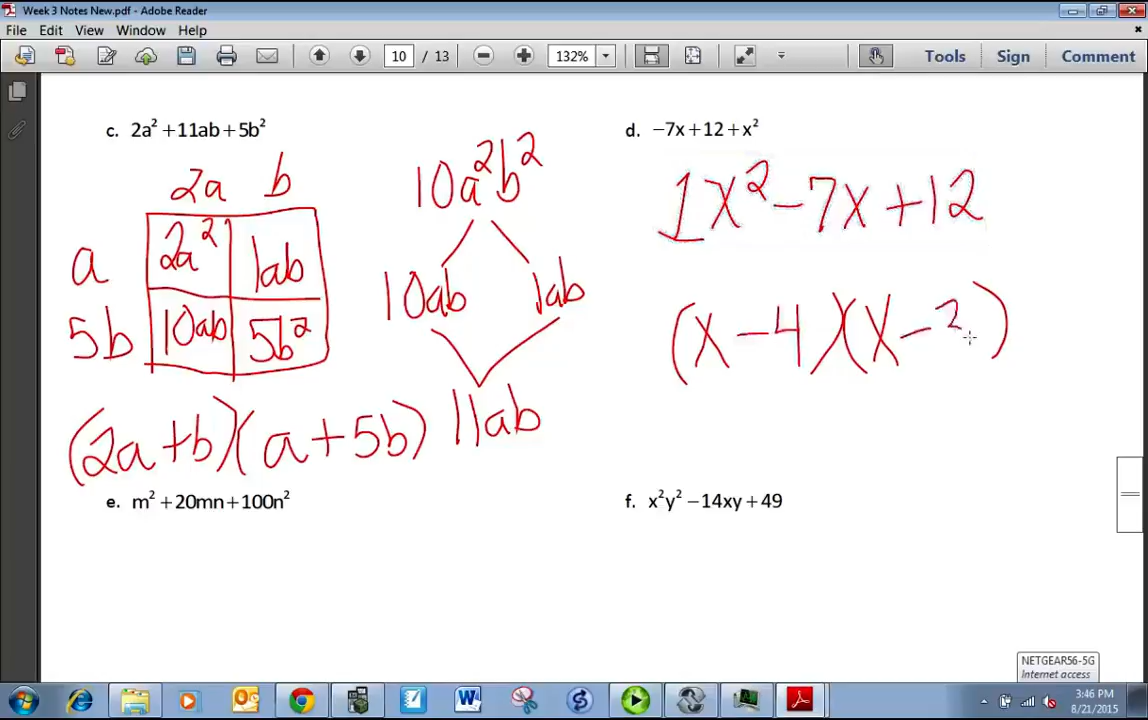 Week 3 Notes New.pdf - Adobe Reader
File Edit View Window Help
10 / 13 132% Tools Sign Comment
c. 2a² +11ab+5b²
d. −7x+12+x²
2a b
a 2a² 1ab
5b 10ab 5b²
10a²b²
10ab 1ab
11ab
(2a+b)(a+5b)
1x²−7x+12
(x−4)(x− )
e. m² +20mn+100n²
f. x²y² −14xy+49
NETGEAR56-5G
Internet access
3:46 PM
8/21/2015